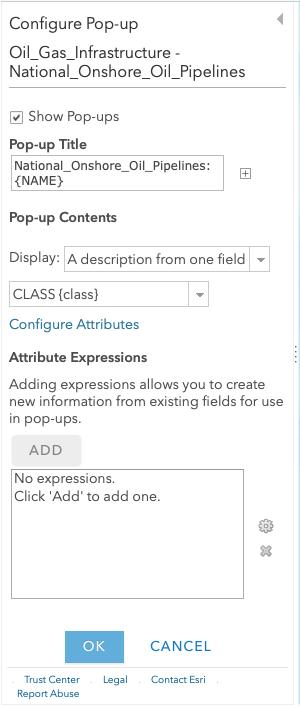 Configure Pop-up
Oil_Gas_Infrastructure -
National_Onshore_Oil_Pipelines
Show Pop-ups
Pop-up Title
National_Onshore_Oil_Pipelines:
{NAME}
Pop-up Contents
Display: A description from one field
CLASS {class}
Configure Attributes
Attribute Expressions
Adding expressions allows you to create
new information from existing fields for use
in pop-ups.
ADD
No expressions.
Click 'Add' to add one.
OK CANCEL
. Trust Center . Legal . Contact Esri .
Report Abuse